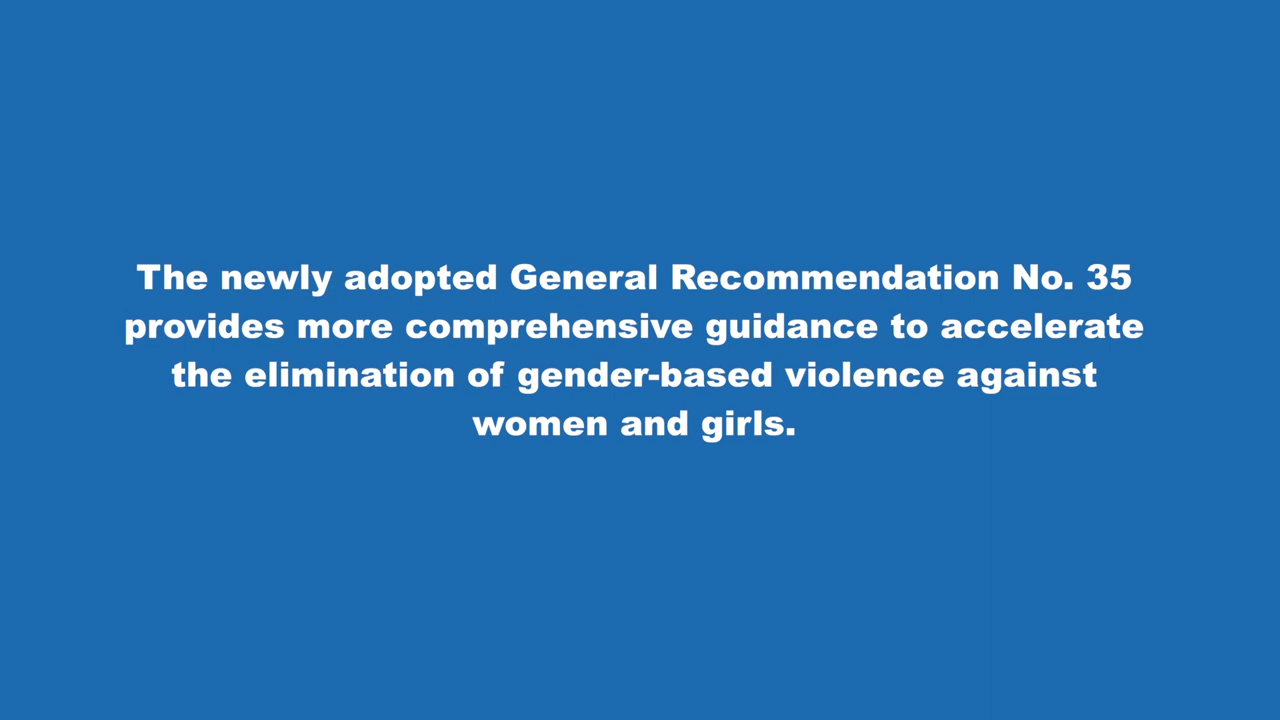 The newly adopted General Recommendation No. 35
provides more comprehensive guidance to accelerate
the elimination of gender-based violence against
women and girls.